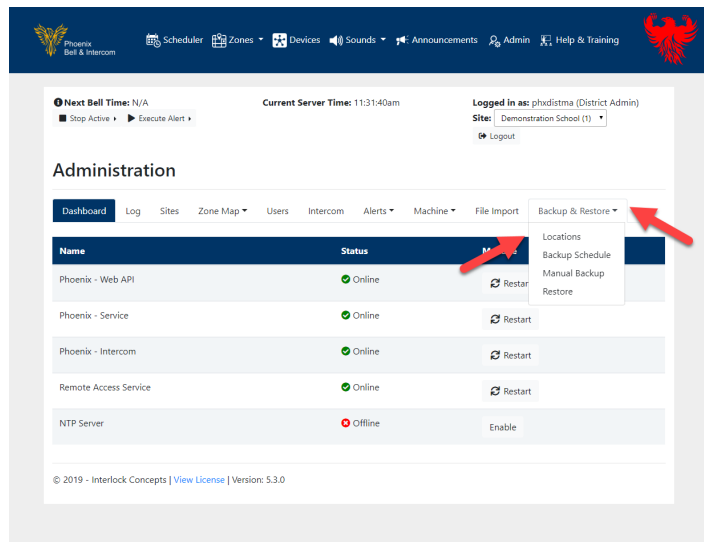 Phoenix
Bell & Intercom
Scheduler Zones Devices Sounds Announcements Admin Help & Training
Next Bell Time: N/A Current Server Time: 11:31:40am Logged in as: phxdistma (District Admin)
Stop Active Execute Alert Site: Demonstration School (1)
Logout
Administration
Dashboard Log Sites Zone Map Users Intercom Alerts Machine File Import Backup & Restore
Locations
Backup Schedule
Manual Backup
Restore
Name Status
Phoenix - Web API Online Restar
Phoenix - Service Online Restart
Phoenix - Intercom Online Restart
Remote Access Service Online Restart
NTP Server Offline Enable
© 2019 - Interlock Concepts | View License | Version: 5.3.0